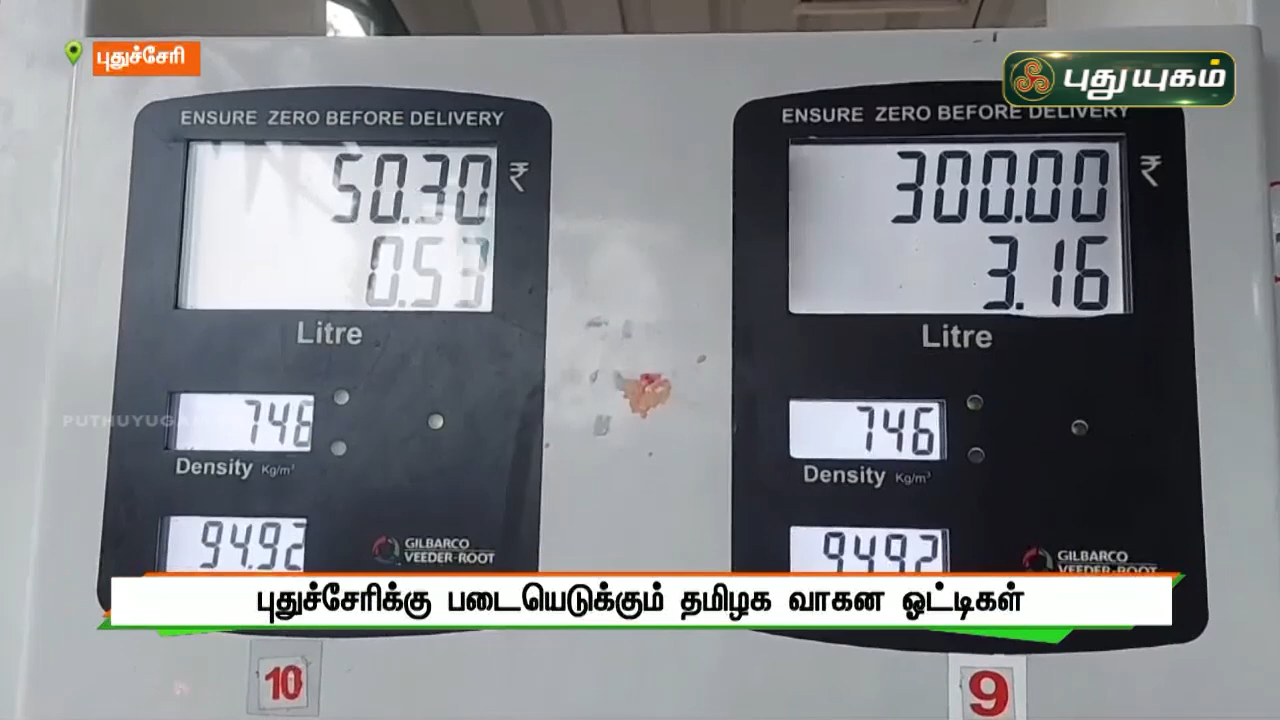 புதுச்சேரி
புதுயுகம்
ENSURE ZERO BEFORE DELIVERY
50.30 ₹
0.53
Litre
746
Density Kg/m³
94.92
GILBARCO
VEEDER-ROOT
10
ENSURE ZERO BEFORE DELIVERY
300.00 ₹
3.16
Litre
746
Density Kg/m³
94.92
GILBARCO
VEEDER-ROOT
9
PUTHUYUGAM
புதுச்சேரிக்கு படையெடுக்கும் தமிழக வாகன ஓட்டிகள்